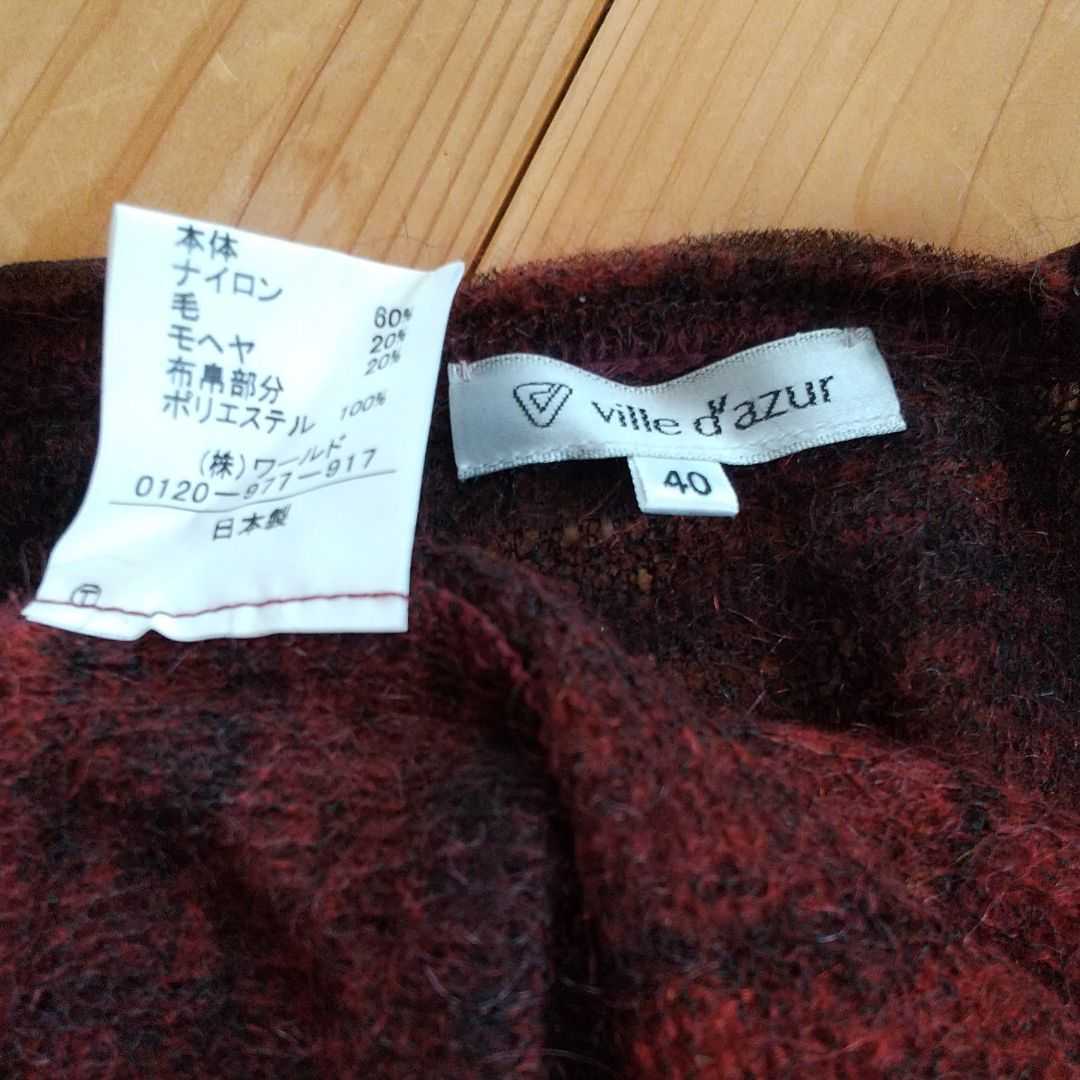 本体
ナイロン 60%
毛 20%
モヘヤ 20%
布帛部分
ポリエステル 100%
(株)ワールド
0120-977-917
日本製
Ⓣ
ville d'azur
40